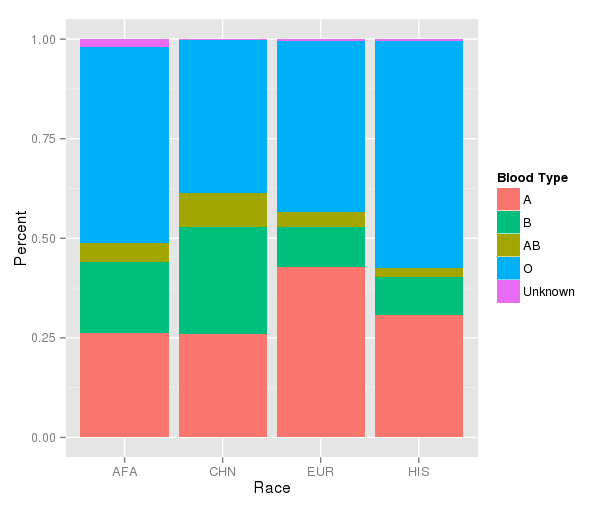 1.00
0.75
0.50
0.25
0.00
Percent
AFA
CHN
EUR
HIS
Race
Blood Type
A
B
AB
O
Unknown